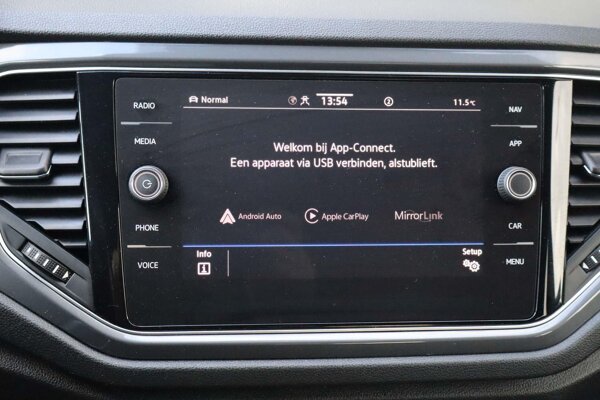 RADIO
MEDIA
PHONE
VOICE
Normal
13:54
2
11.5°C
Welkom bij App-Connect.
Een apparaat via USB verbinden, alstublieft.
Android Auto
Apple CarPlay
MirrorLink
Info
Setup
NAV
APP
CAR
MENU